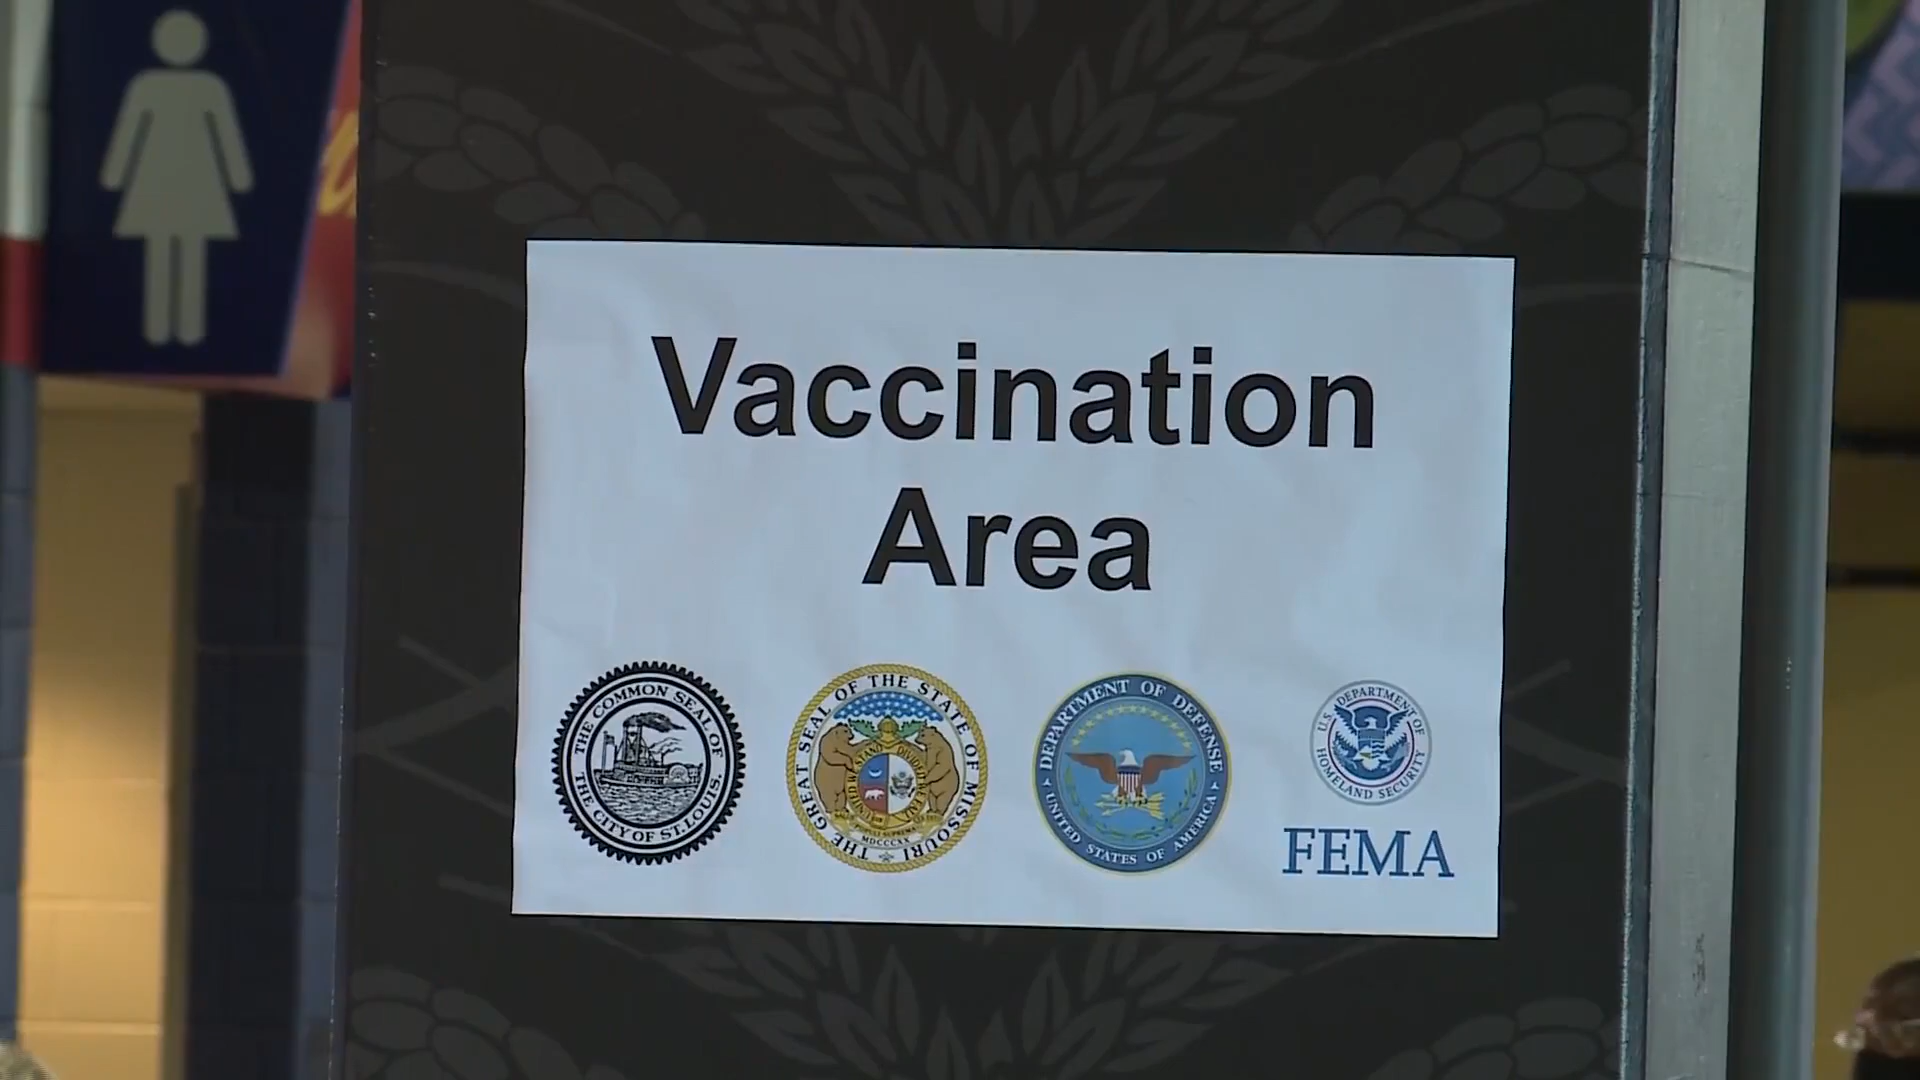 Vaccination
Area
THE COMMON SEAL OF
THE CITY OF ST. LOUIS.
THE GREAT SEAL OF THE STATE OF MISSOURI
MDCCCXX
DEPARTMENT OF DEFENSE
UNITED STATES OF AMERICA
U.S. DEPARTMENT OF
HOMELAND SECURITY
FEMA